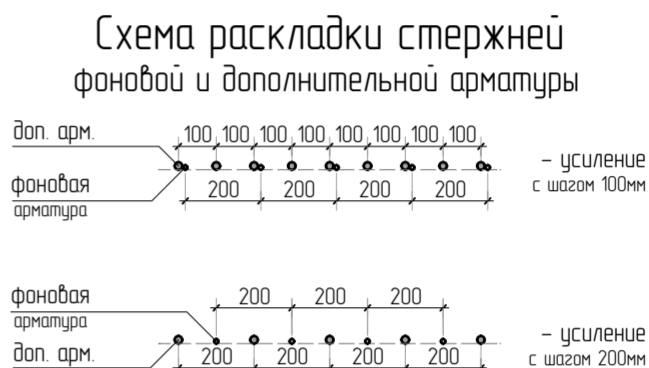 Схема раскладки стержней
фоновой и дополнительной арматуры
доп. арм.
100 100 100 100 100 100 100 100
фоновая
арматура
200 200 200 200
– усиление
с шагом 100мм
фоновая
арматура
200 200 200
доп. арм.
200 200 200 200
– усиление
с шагом 200мм